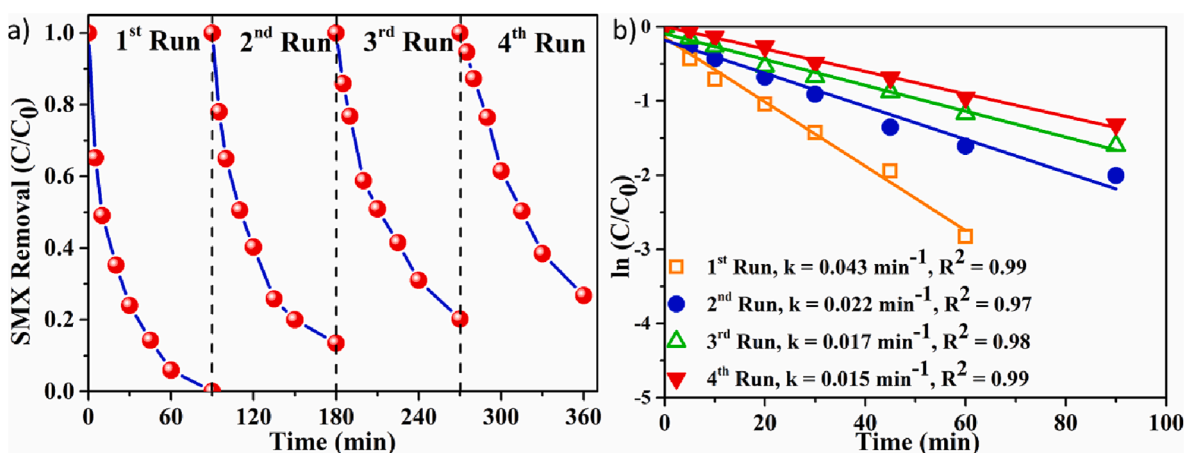 a)
1st Run
2nd Run
3rd Run
4th Run
SMX Removal (C/C0)
1.0
0.8
0.6
0.4
0.2
0.0
0
60
120
180
240
300
360
Time (min)
b)
ln (C/C0)
0
-1
-2
-3
-4
-5
1st Run, k = 0.043 min-1, R2 = 0.99
2nd Run, k = 0.022 min-1, R2 = 0.97
3rd Run, k = 0.017 min-1, R2 = 0.98
4th Run, k = 0.015 min-1, R2 = 0.99
0
20
40
60
80
100
Time (min)